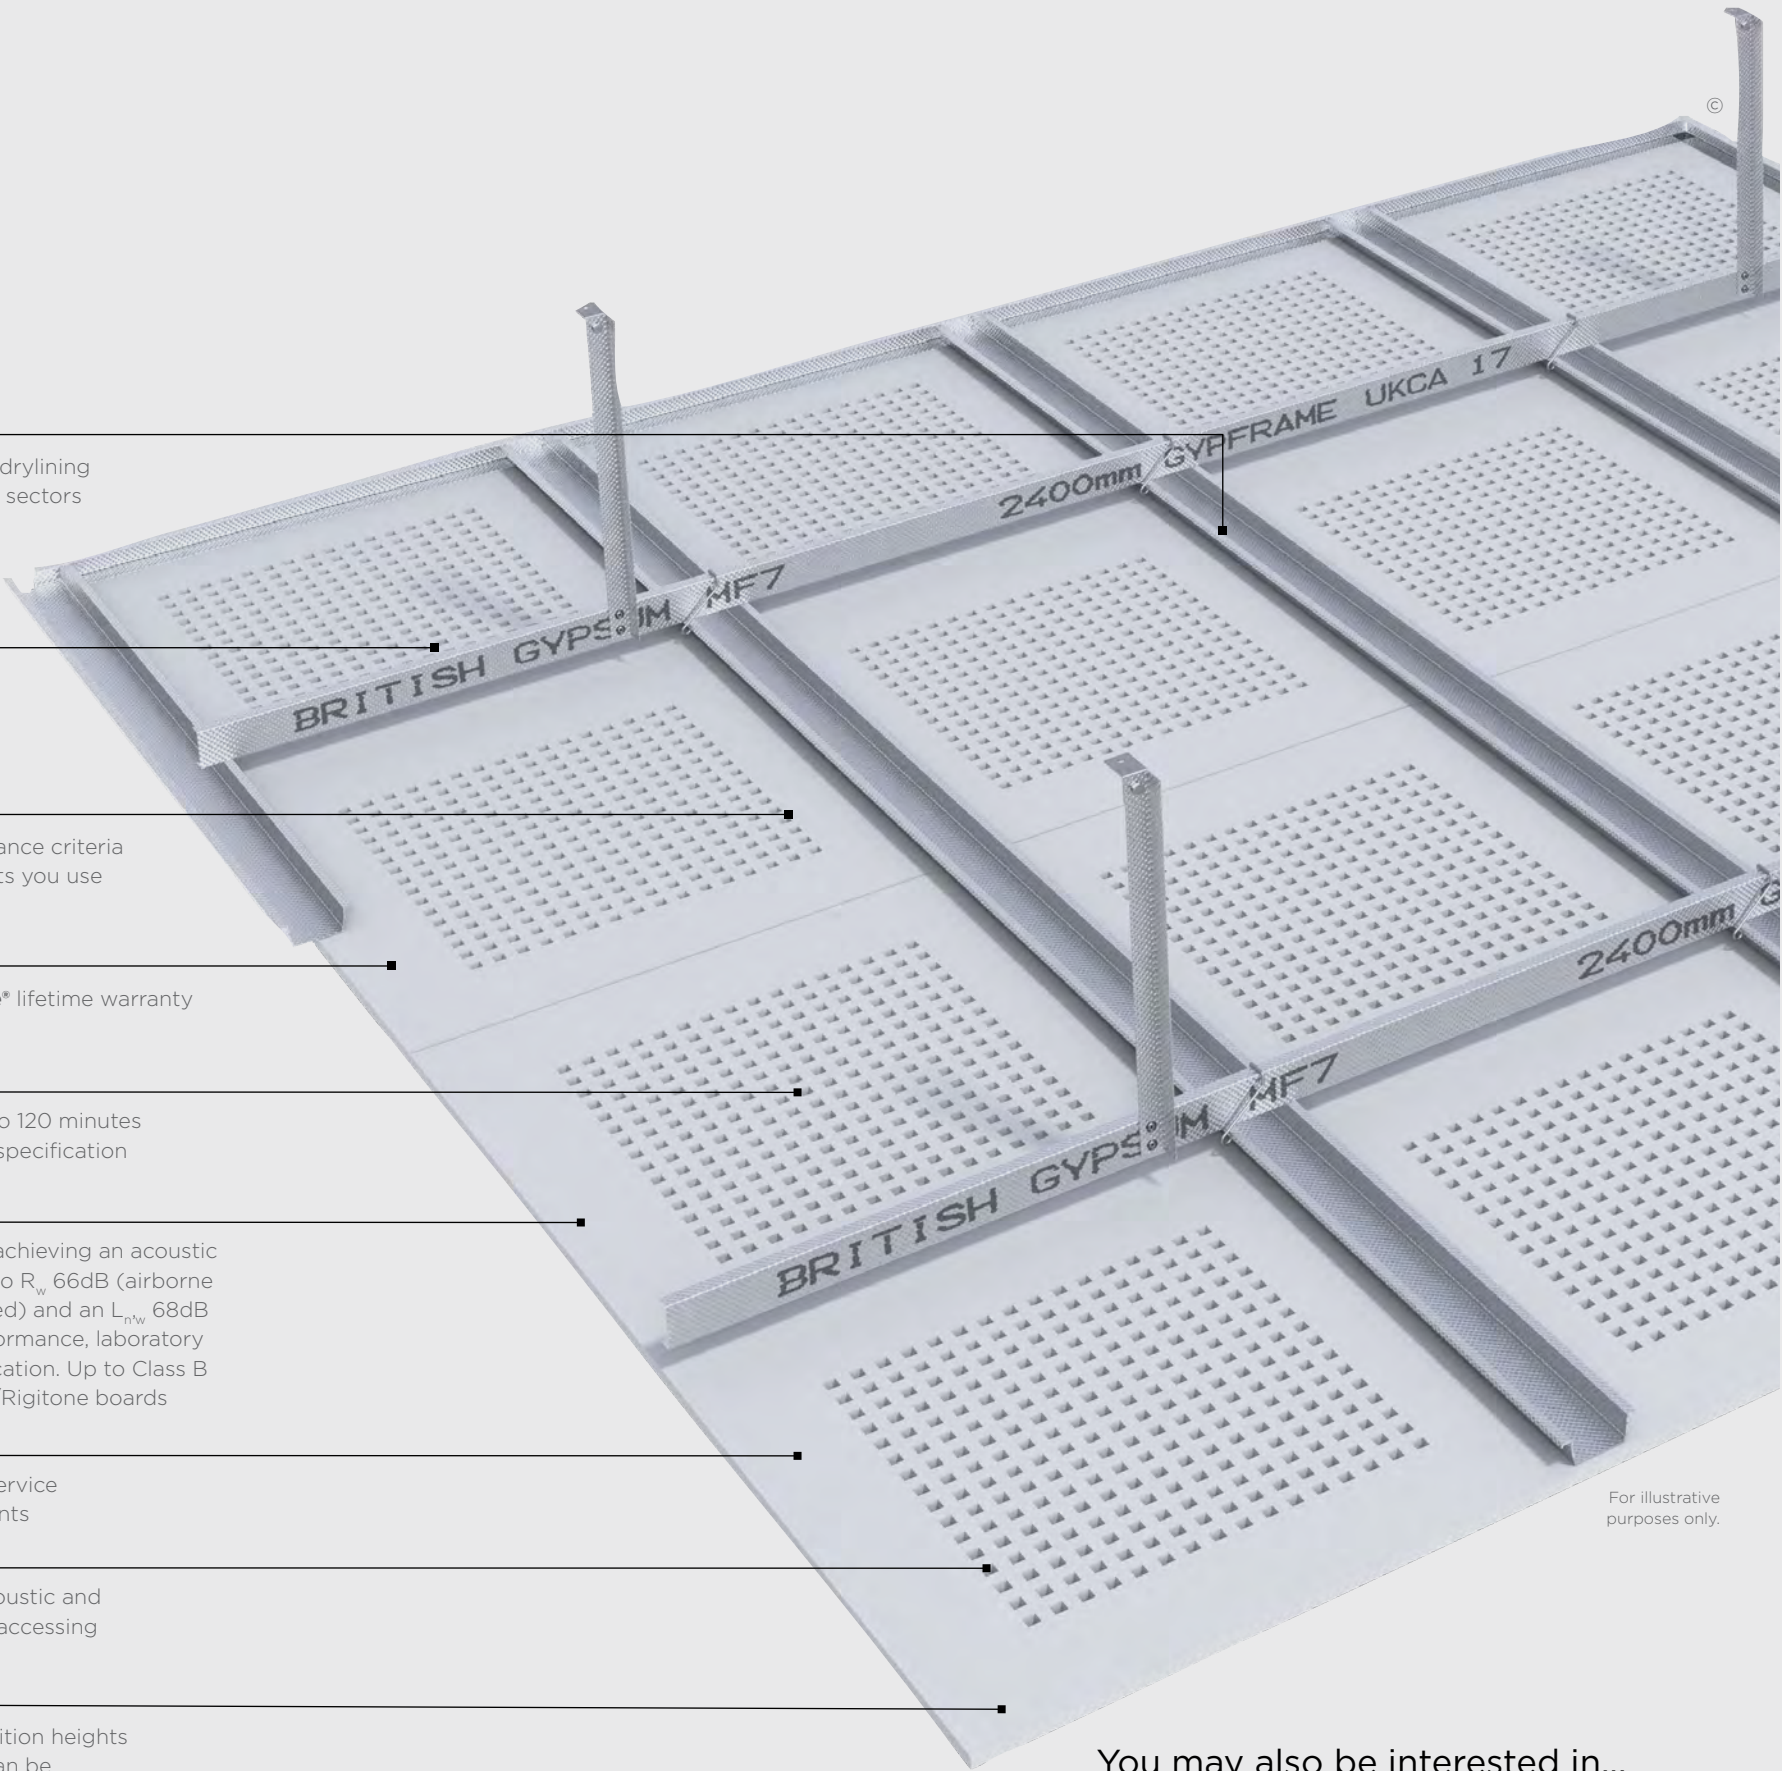 ©
drylining
sectors
ance criteria
ts you use
e® lifetime warranty
o 120 minutes
specification
achieving an acoustic
o Rw 66dB (airborne
ed) and an Ln,w 68dB
ormance, laboratory
cation. Up to Class B
/Rigitone boards
ervice
nts
oustic and
accessing
ition heights
an be
2400mm GYPFRAME UKCA 17
BRITISH GYPSUM MF7
2400mm G
BRITISH GYPSUM MF7
For illustrative
purposes only.
You may also be interested in...